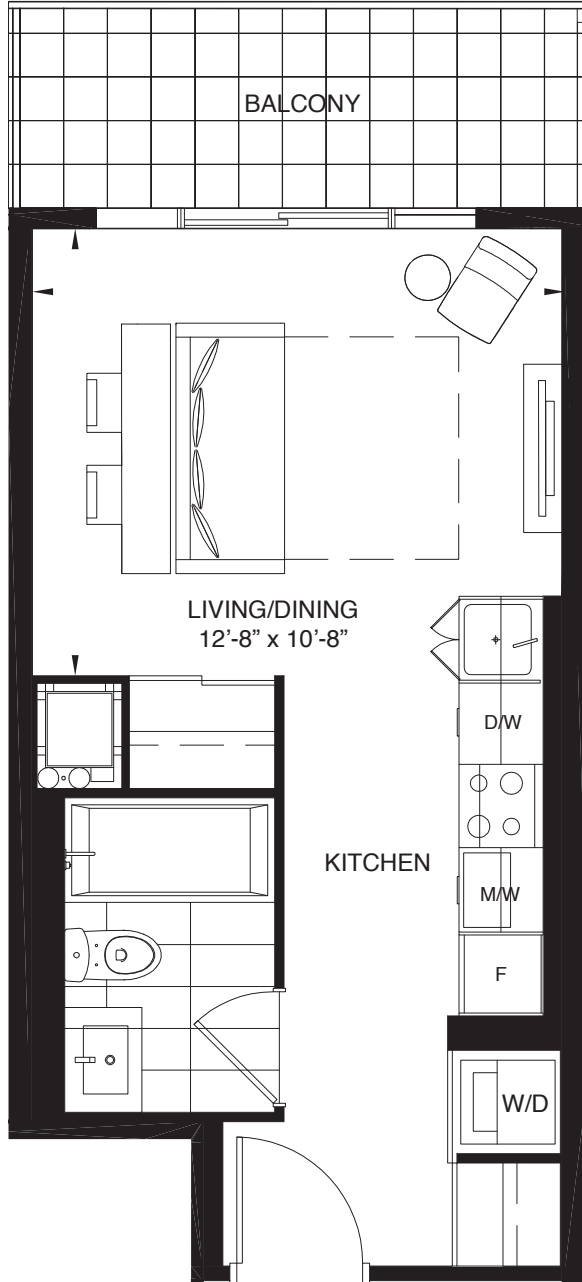 BALCONY
LIVING/DINING
12’-8” x 10’-8”
D/W
KITCHEN
M/W
F
W/D